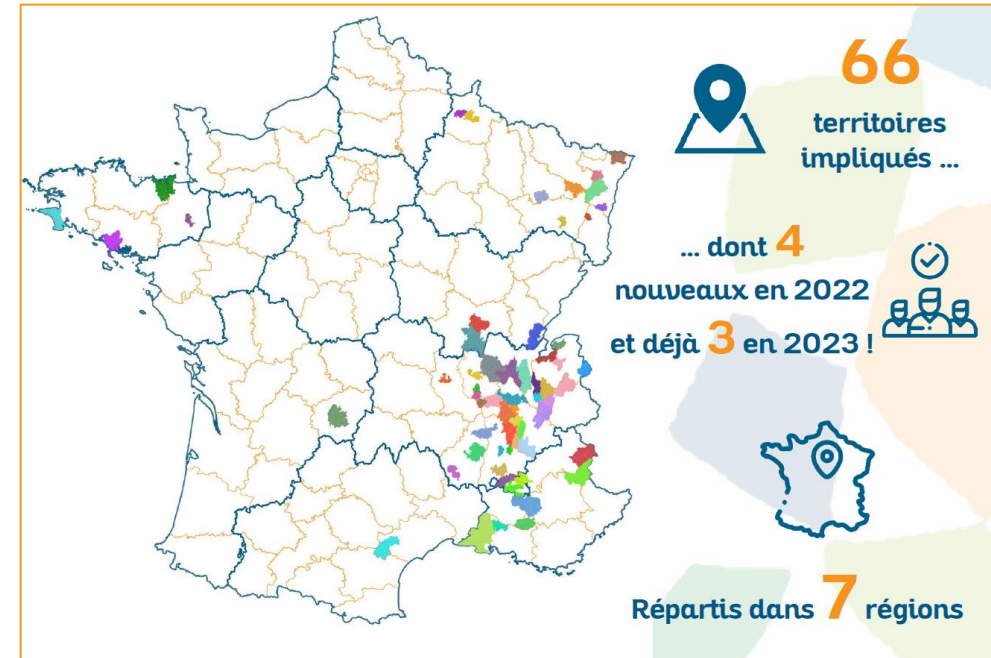 66
territoires
impliqués ...
... dont 4
nouveaux en 2022
et déjà 3 en 2023 !
Répartis dans 7 régions